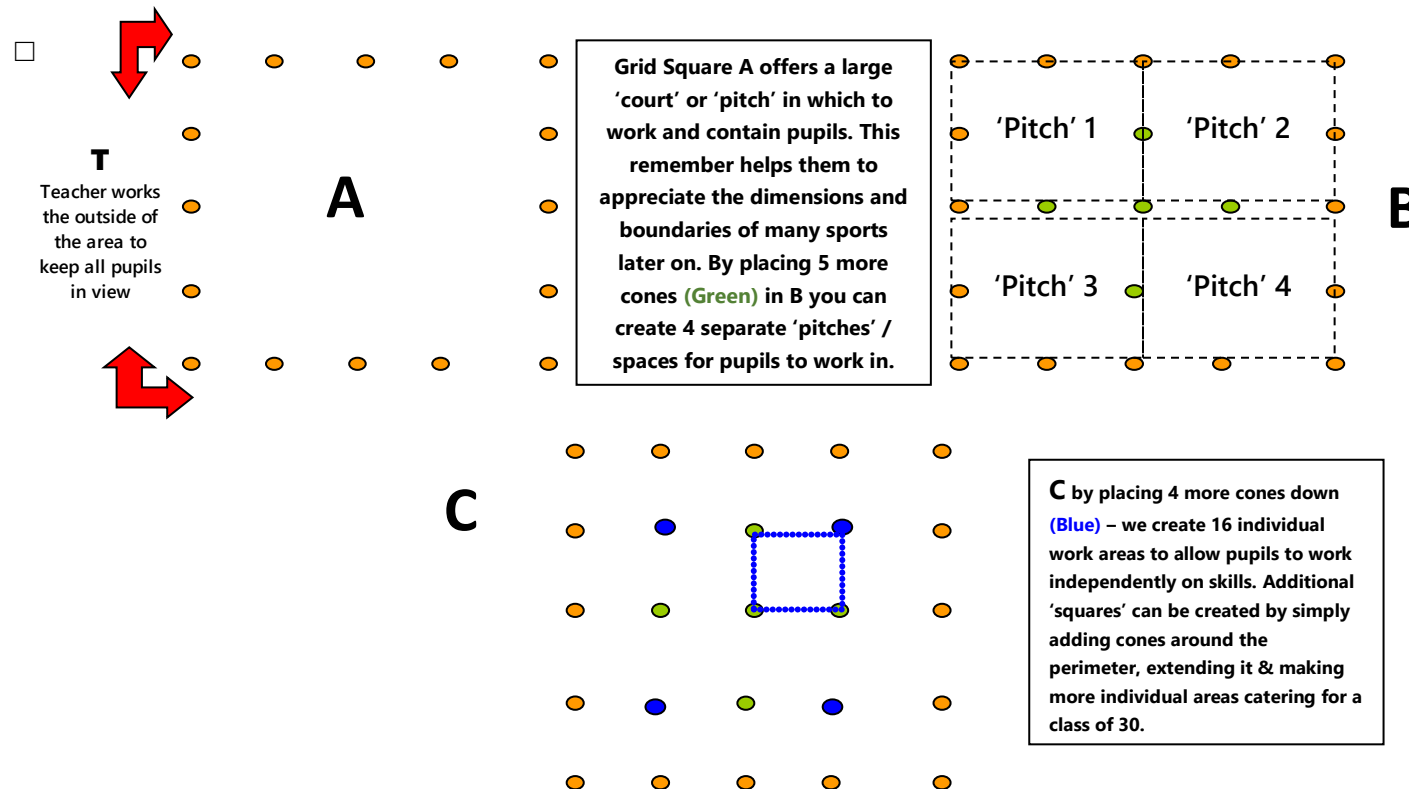 T
Teacher works
the outside of
the area to
keep all pupils
in view
A
Grid Square A offers a large
‘court’ or ‘pitch’ in which to
work and contain pupils. This
remember helps them to
appreciate the dimensions and
boundaries of many sports
later on. By placing 5 more
cones (Green) in B you can
create 4 separate ‘pitches’ /
spaces for pupils to work in.
‘Pitch’ 1
‘Pitch’ 2
‘Pitch’ 3
‘Pitch’ 4
B
C
C by placing 4 more cones down
(Blue) – we create 16 individual
work areas to allow pupils to work
independently on skills. Additional
‘squares’ can be created by simply
adding cones around the
perimeter, extending it & making
more individual areas catering for a
class of 30.